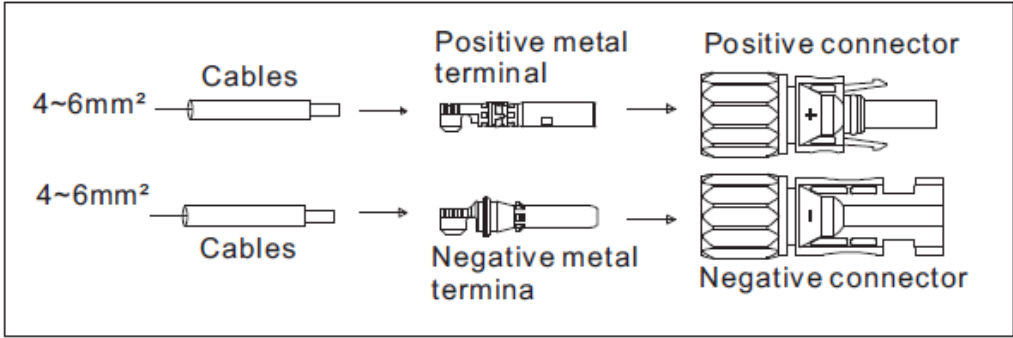 Positive metal
terminal
Positive connector
Cables
4~6mm²
+
4~6mm²
-
Cables
Negative metal
termina
Negative connector